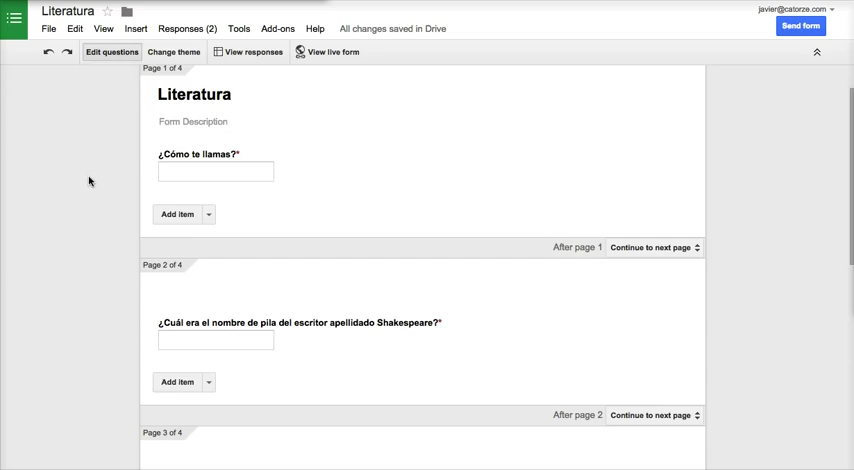 Literatura
javier@catorze.com
File Edit View Insert Responses (2) Tools Add-ons Help All changes saved in Drive
Send form
Edit questions Change theme View responses View live form
Page 1 of 4
Literatura
Form Description
¿Cómo te llamas?*
Add item
After page 1 Continue to next page
Page 2 of 4
¿Cuál era el nombre de pila del escritor apellidado Shakespeare?*
Add item
After page 2 Continue to next page
Page 3 of 4